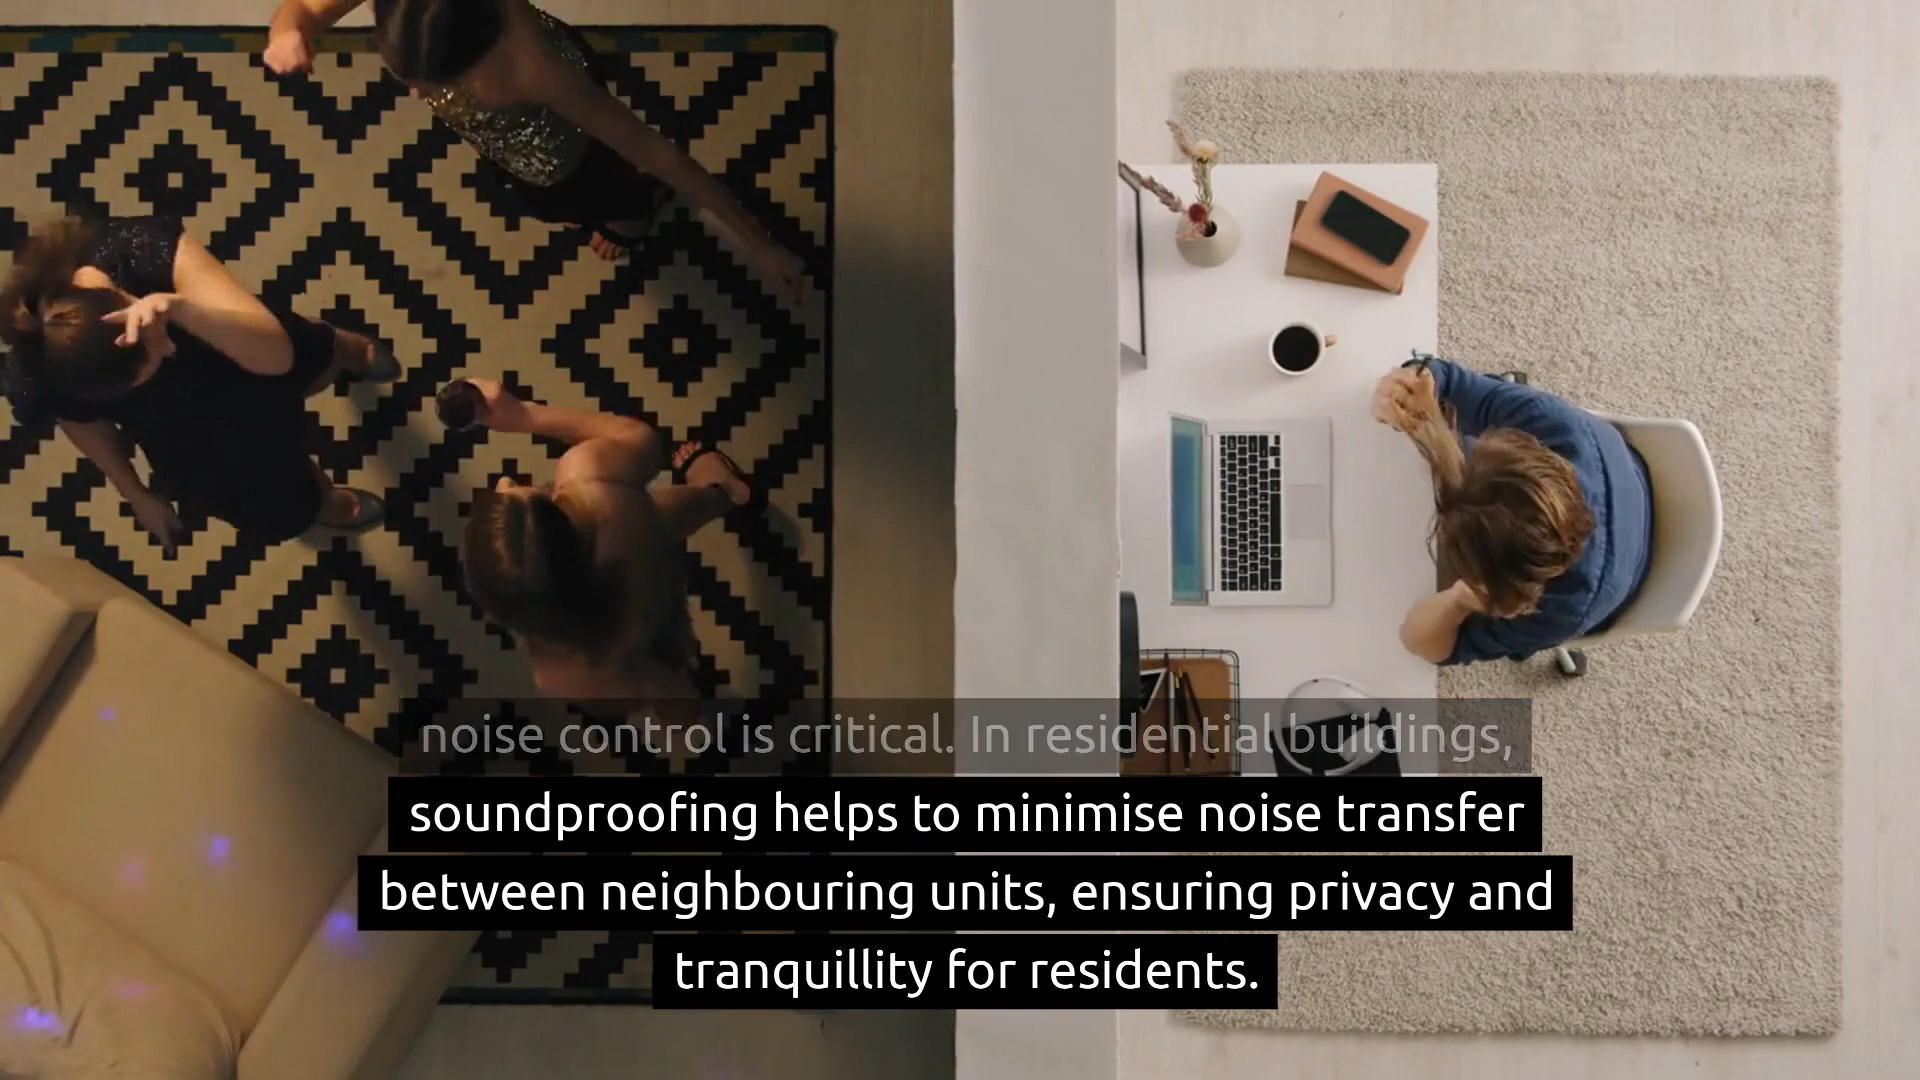 noise control is critical. In residential buildings,
soundproofing helps to minimise noise transfer
between neighbouring units, ensuring privacy and
tranquillity for residents.